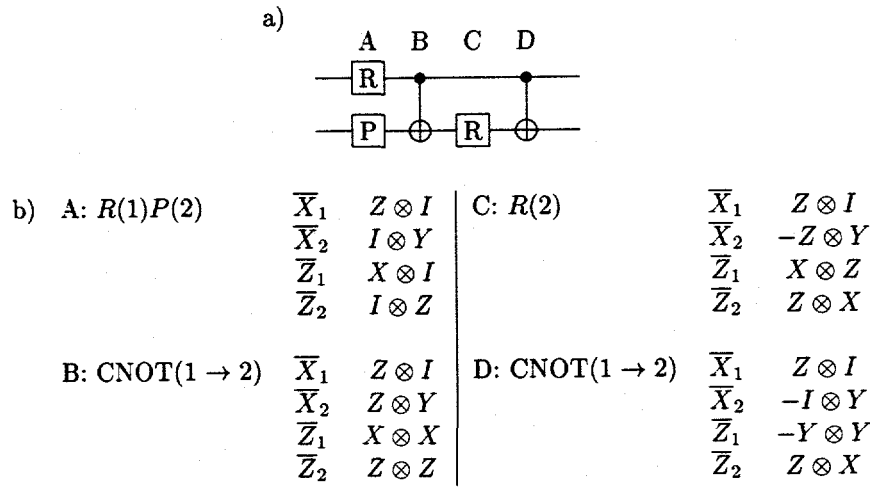 a)
A B C D
R
P R
b) A: R(1)P(2)
X̅₁ Z ⊗ I
X̅₂ I ⊗ Y
Z̅₁ X ⊗ I
Z̅₂ I ⊗ Z
B: CNOT(1 → 2)
X̅₁ Z ⊗ I
X̅₂ Z ⊗ Y
Z̅₁ X ⊗ X
Z̅₂ Z ⊗ Z
C: R(2)
X̅₁ Z ⊗ I
X̅₂ −Z ⊗ Y
Z̅₁ X ⊗ Z
Z̅₂ Z ⊗ X
D: CNOT(1 → 2)
X̅₁ Z ⊗ I
X̅₂ −I ⊗ Y
Z̅₁ −Y ⊗ Y
Z̅₂ Z ⊗ X